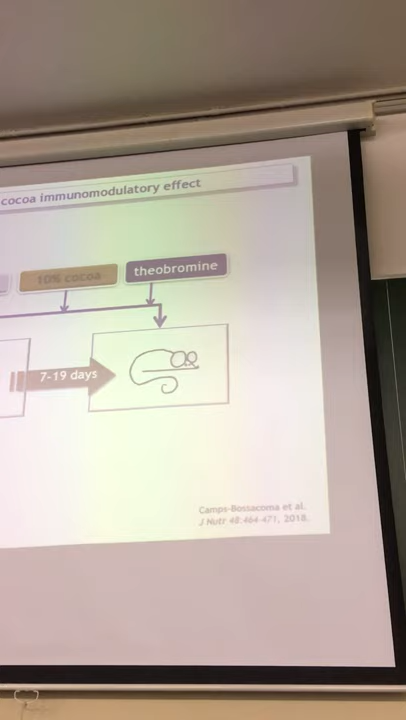 cocoa immunomodulatory effect
10% cocoa
theobromine
7-19 days
Camps-Bossacoma et al.
J Nutr 48:464-471, 2018.